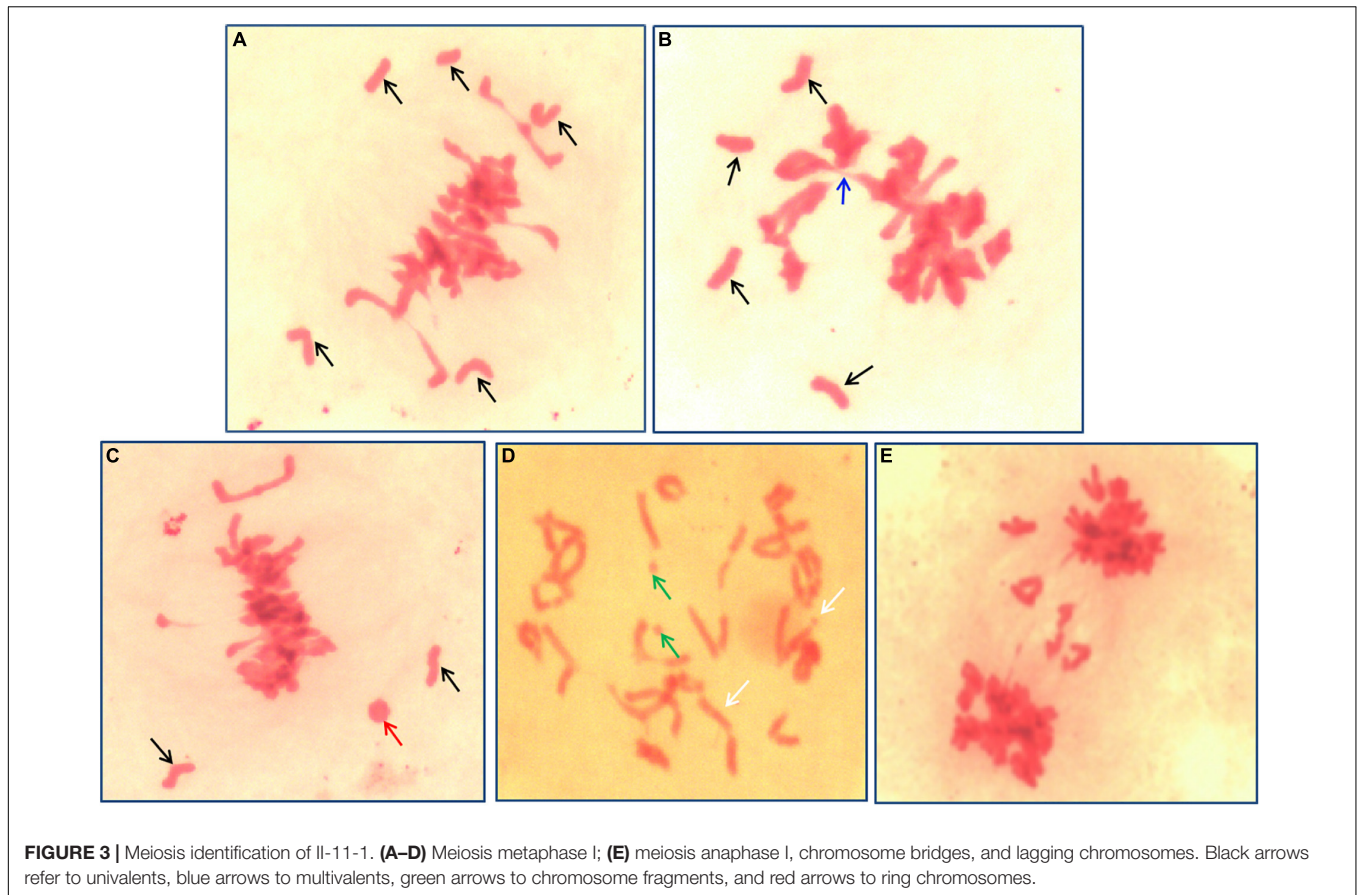 A
B
C
D
E
FIGURE 3 | Meiosis identification of II-11-1. (A–D) Meiosis metaphase I; (E) meiosis anaphase I, chromosome bridges, and lagging chromosomes. Black arrows
refer to univalents, blue arrows to multivalents, green arrows to chromosome fragments, and red arrows to ring chromosomes.